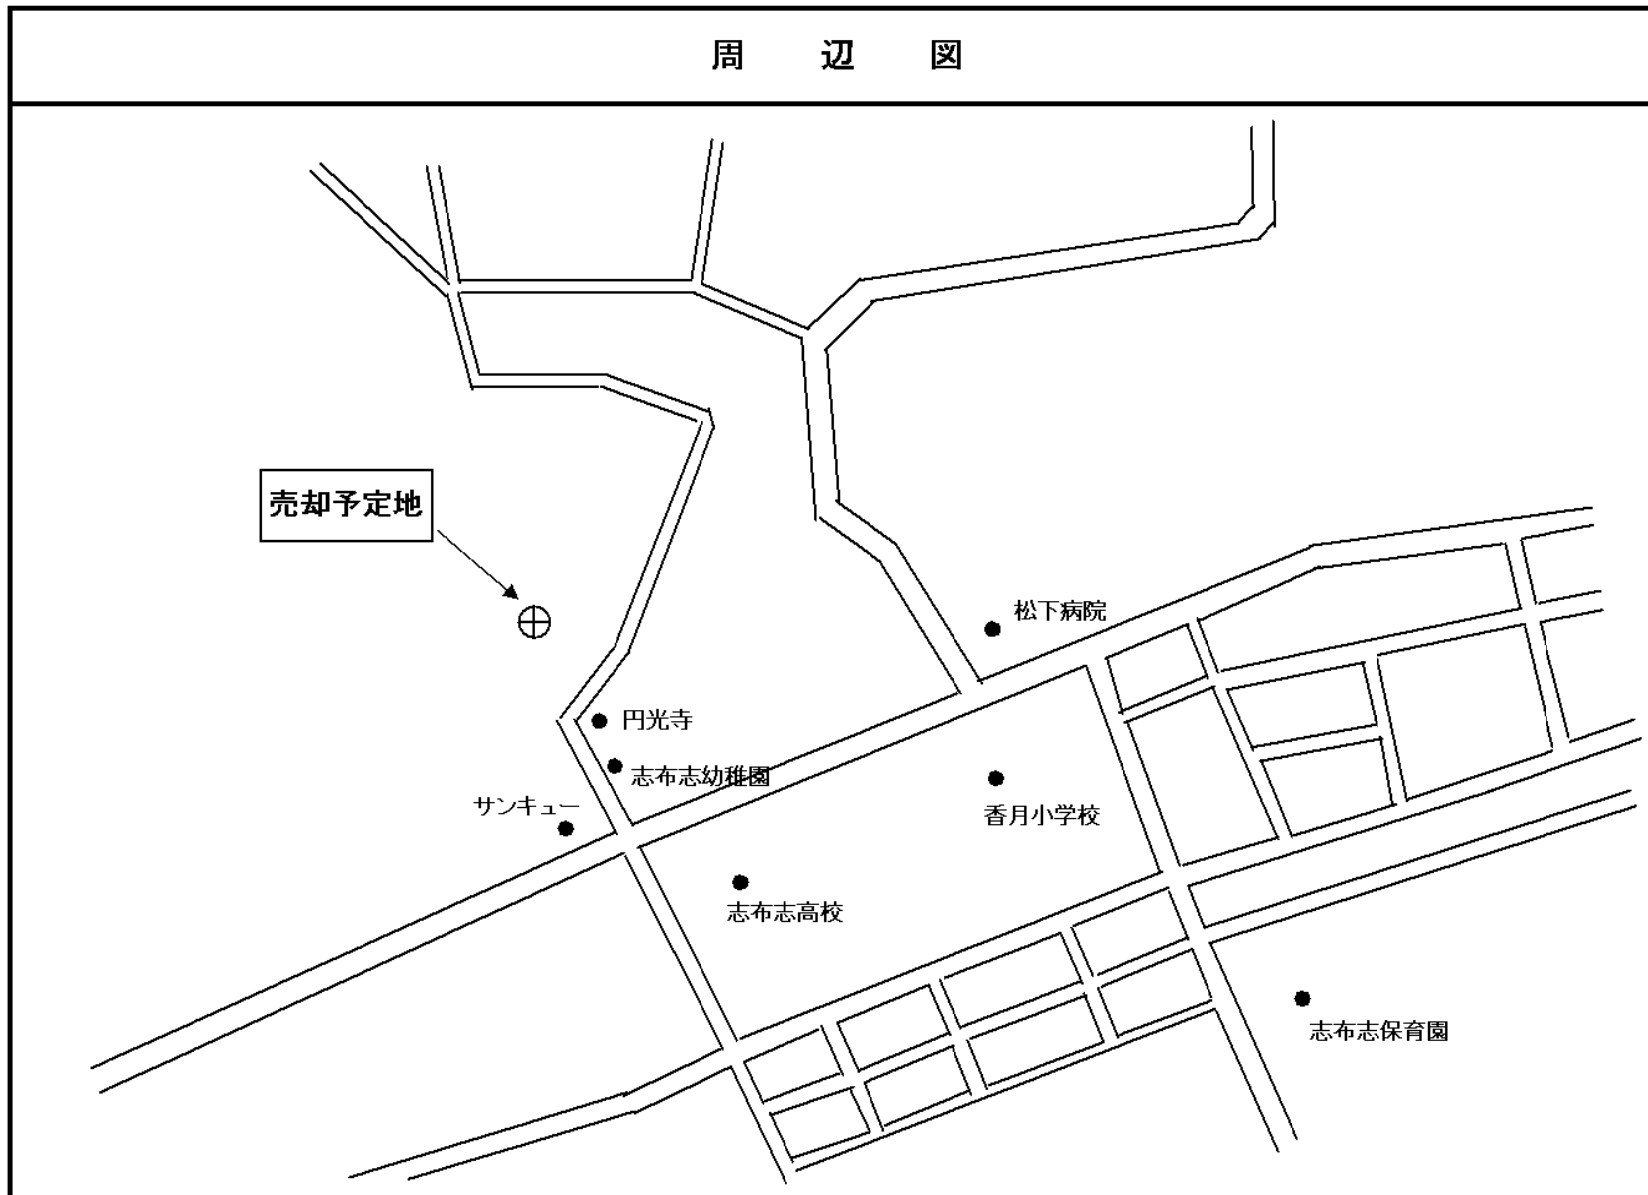 周 辺 図
売却予定地
松下病院
円光寺
志布志幼稚園
サンキュー
香月小学校
志布志高校
志布志保育園